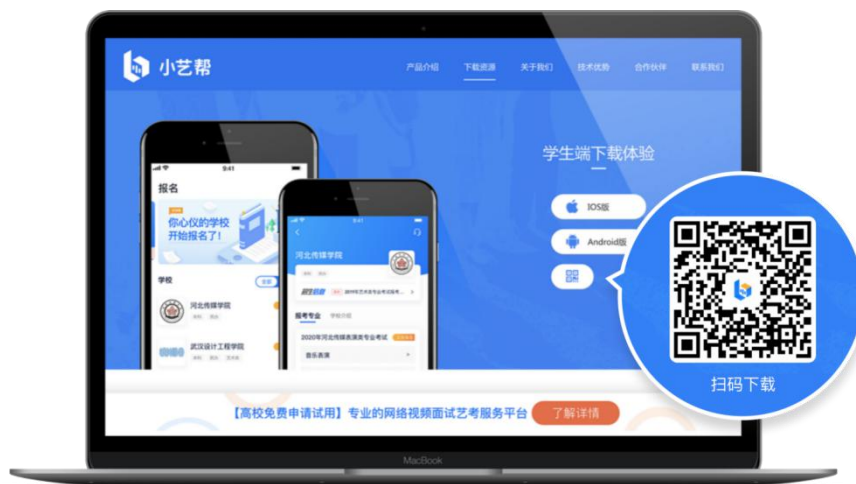 小艺帮
产品介绍 下载资源 关于我们 技术优势 合作伙伴 联系我们
学生端下载体验
IOS版
Android版
扫码下载
9:41
报名
你心仪的学校
开始报名了!
学校
河北传媒学院
武汉设计工程学院
9:41
河北传媒学院
报考专业 学校介绍
2020年河北传媒表演类专业考试
音乐表演
【高校免费申请试用】专业的网络视频面试艺考服务平台 了解详情
MacBook